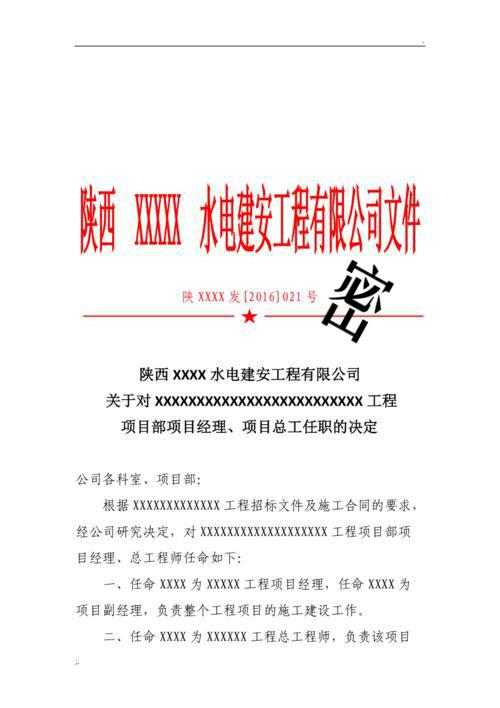 陕西 XXXXX 水电建安工程有限公司文件
陕 XXXX 发[2016]021 号
密
陕西 XXXX 水电建安工程有限公司
关于对 XXXXXXXXXXXXXXXXXXXXXXXXX 工程
项目部项目经理、项目总工任职的决定
公司各科室、项目部：
根据 XXXXXXXXXXXXX 工程招标文件及施工合同的要求，
经公司研究决定，对 XXXXXXXXXXXXXXXXXXX 工程项目部项
目经理、总工程师任命如下：
一、任命 XXXX 为 XXXXX 工程项目经理，任命 XXXX 为
项目副经理，负责整个工程项目的施工建设工作。
二、任命 XXXX 为 XXXXXX 工程总工程师，负责该项目